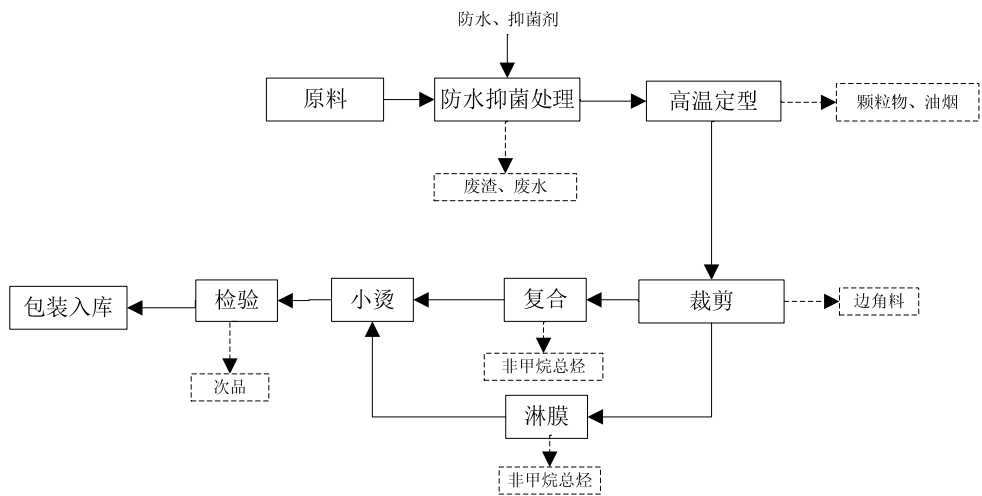 防水、抑菌剂
原料
防水抑菌处理
高温定型
颗粒物、油烟
废渣、废水
包装入库
检验
小烫
复合
裁剪
边角料
非甲烷总烃
次品
淋膜
非甲烷总烃